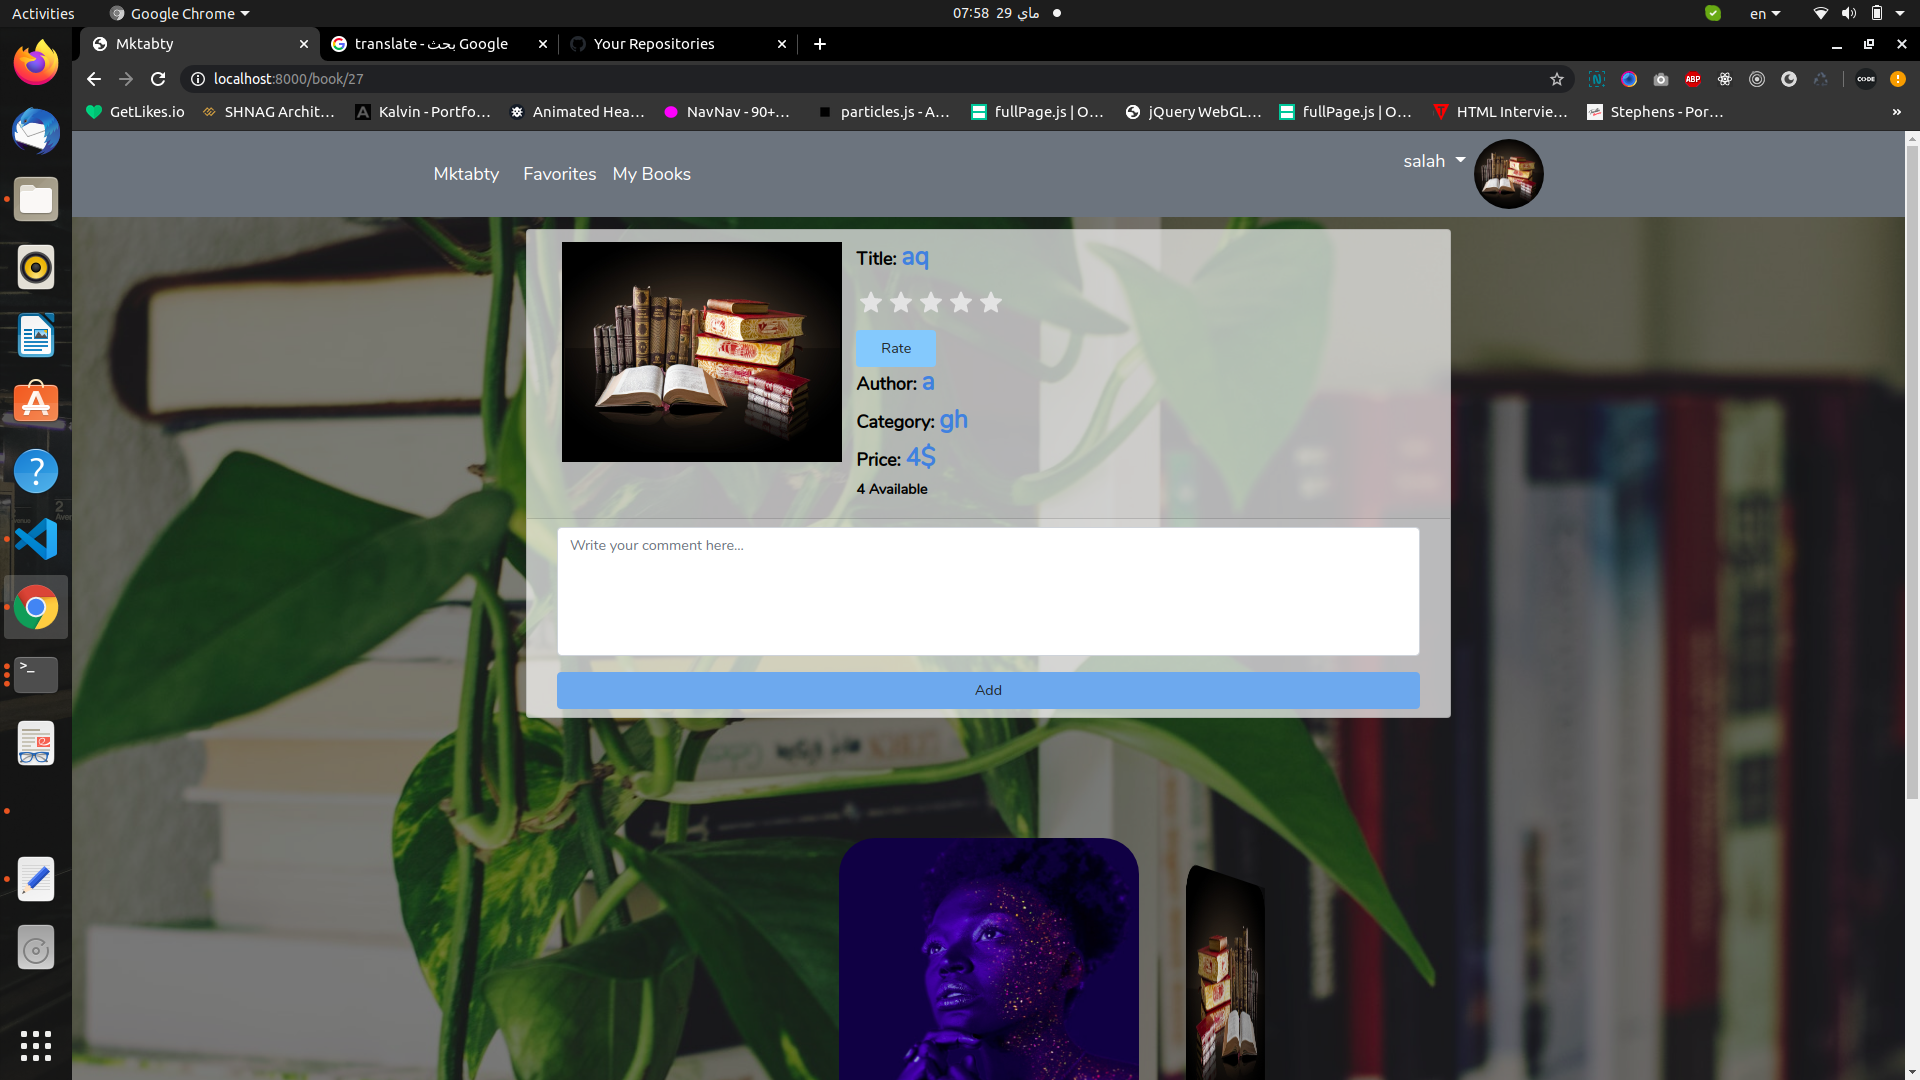 Activities
Google Chrome
07:58 29 ماي
en
Mktabty
translate - بحث Google
Your Repositories
localhost:8000/book/27
ABP
CODE
GetLikes.io
SHNAG Archit...
Kalvin - Portfo...
Animated Hea...
NavNav - 90+...
particles.js - A...
fullPage.js | O...
jQuery WebGL...
fullPage.js | O...
HTML Intervie...
Stephens - Por...
»
Mktabty
Favorites
My Books
salah
Title: aq
Rate
Author: a
Category: gh
Price: 4$
4 Available
Write your comment here...
Add